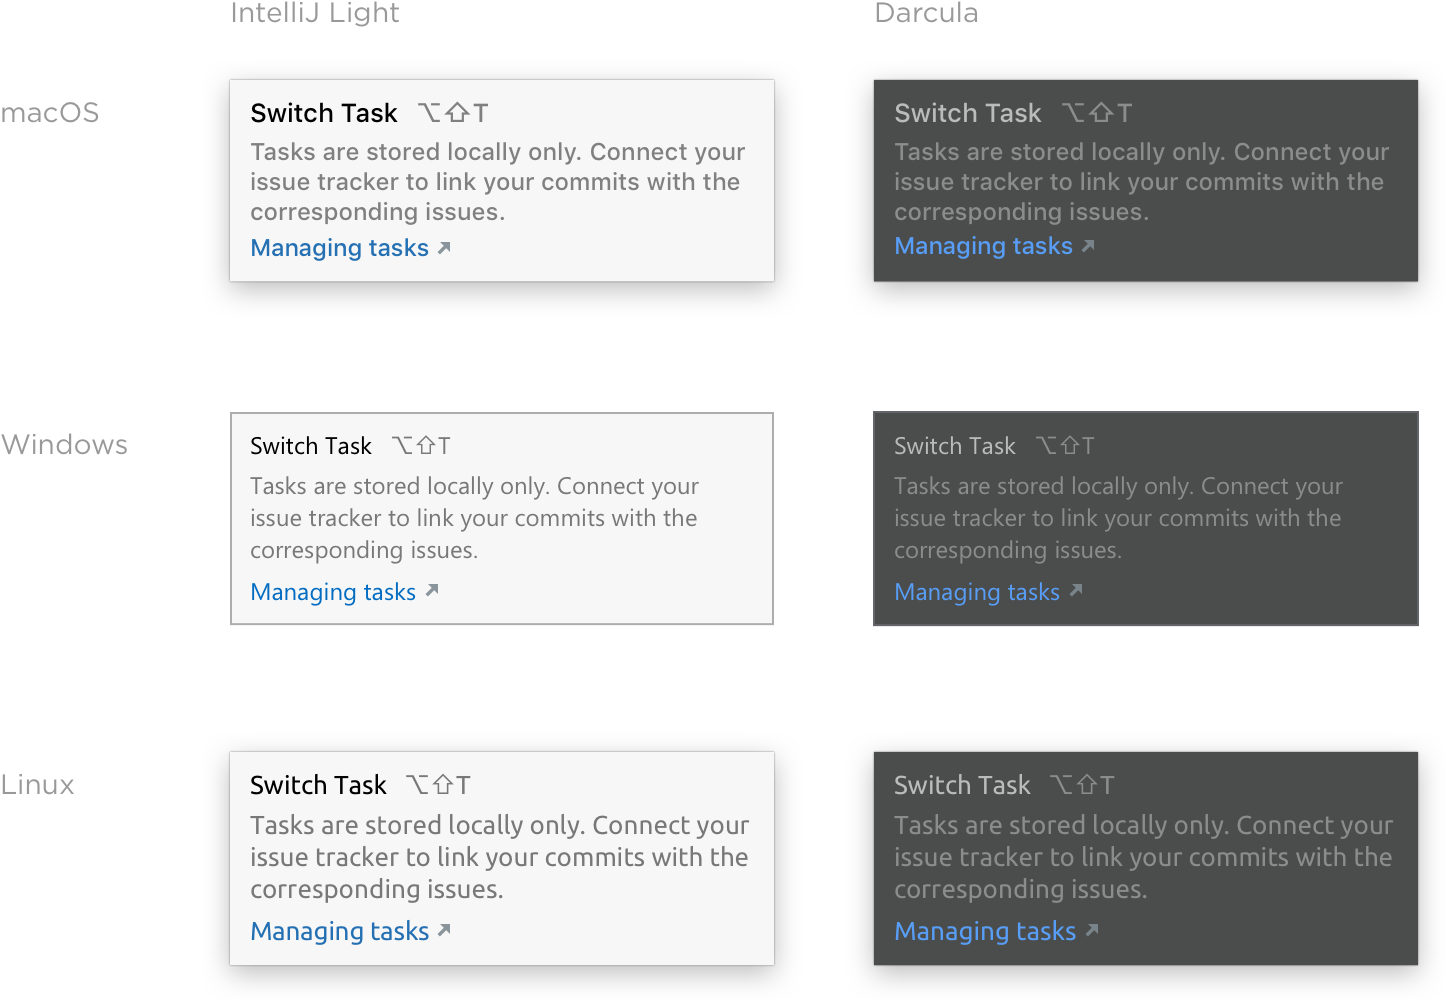 IntelliJ Light
Darcula
macOS
Switch Task ⌥⇧T
Tasks are stored locally only. Connect your
issue tracker to link your commits with the
corresponding issues.
Managing tasks ↗
Switch Task ⌥⇧T
Tasks are stored locally only. Connect your
issue tracker to link your commits with the
corresponding issues.
Managing tasks ↗
Windows
Switch Task ⌥⇧T
Tasks are stored locally only. Connect your
issue tracker to link your commits with the
corresponding issues.
Managing tasks ↗
Switch Task ⌥⇧T
Tasks are stored locally only. Connect your
issue tracker to link your commits with the
corresponding issues.
Managing tasks ↗
Linux
Switch Task ⌥⇧T
Tasks are stored locally only. Connect your
issue tracker to link your commits with the
corresponding issues.
Managing tasks ↗
Switch Task ⌥⇧T
Tasks are stored locally only. Connect your
issue tracker to link your commits with the
corresponding issues.
Managing tasks ↗